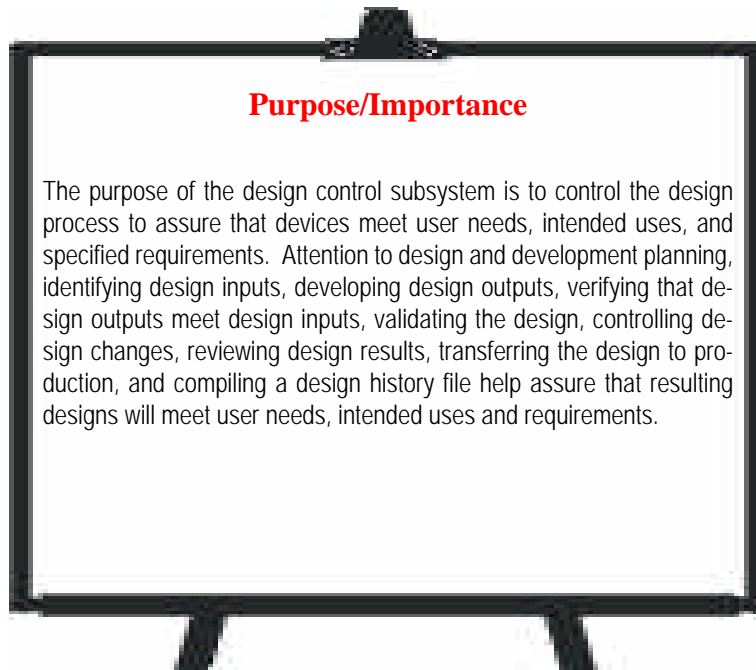 Purpose/Importance
The purpose of the design control subsystem is to control the design
process to assure that devices meet user needs, intended uses, and
specified requirements.  Attention to design and development planning,
identifying design inputs, developing design outputs, verifying that de-
sign outputs meet design inputs, validating the design, controlling de-
sign changes, reviewing design results, transferring the design to pro-
duction, and compiling a design history file help assure that resulting
designs will meet user needs, intended uses and requirements.